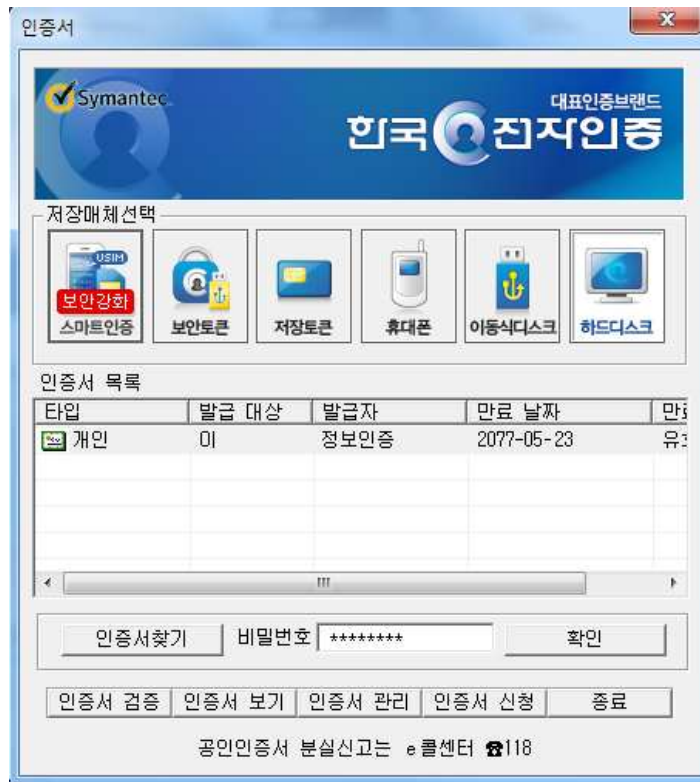 인증서
Symantec.
대표인증브랜드
한국전자인증
저장매체선택
USIM
보안강화
스마트인증 보안토큰 저장토큰 휴대폰 이동식디스크 하드디스크
인증서 목록
타입 발급 대상 발급자 만료 날짜
개인 이 정보인증 2077-05-23
인증서찾기 비밀번호 ******** 확인
인증서 검증 인증서 보기 인증서 관리 인증서 신청 종료
공인인증서 분실신고는 e콜센터 ☎118